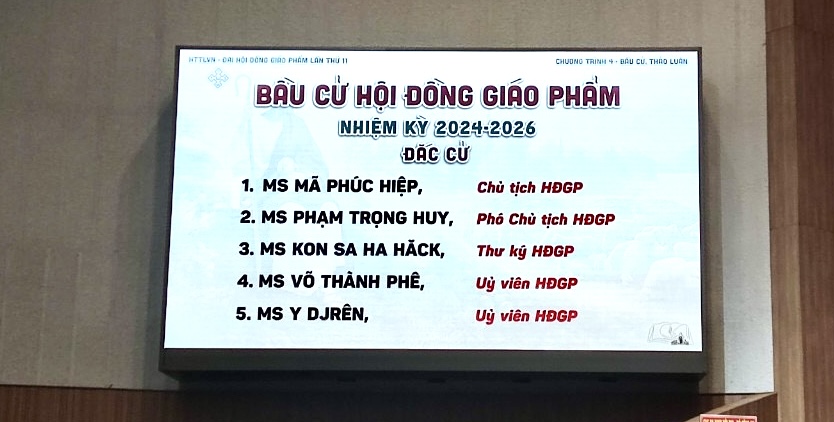 HTTLVN - ĐẠI HỘI ĐỒNG GIÁO PHẨM LẦN THỨ 11
CHƯƠNG TRÌNH 4 - BẦU CỬ, THẢO LUẬN
BẦU CỬ HỘI ĐỒNG GIÁO PHẨM
NHIỆM KỲ 2024-2026
ĐẮC CỬ
1. MS MÃ PHÚC HIỆP, Chủ tịch HĐGP
2. MS PHẠM TRỌNG HUY, Phó Chủ tịch HĐGP
3. MS KON SA HA HĂCK, Thư ký HĐGP
4. MS VÕ THÀNH PHÊ, Uỷ viên HĐGP
5. MS Y DJRÊN, Uỷ viên HĐGP